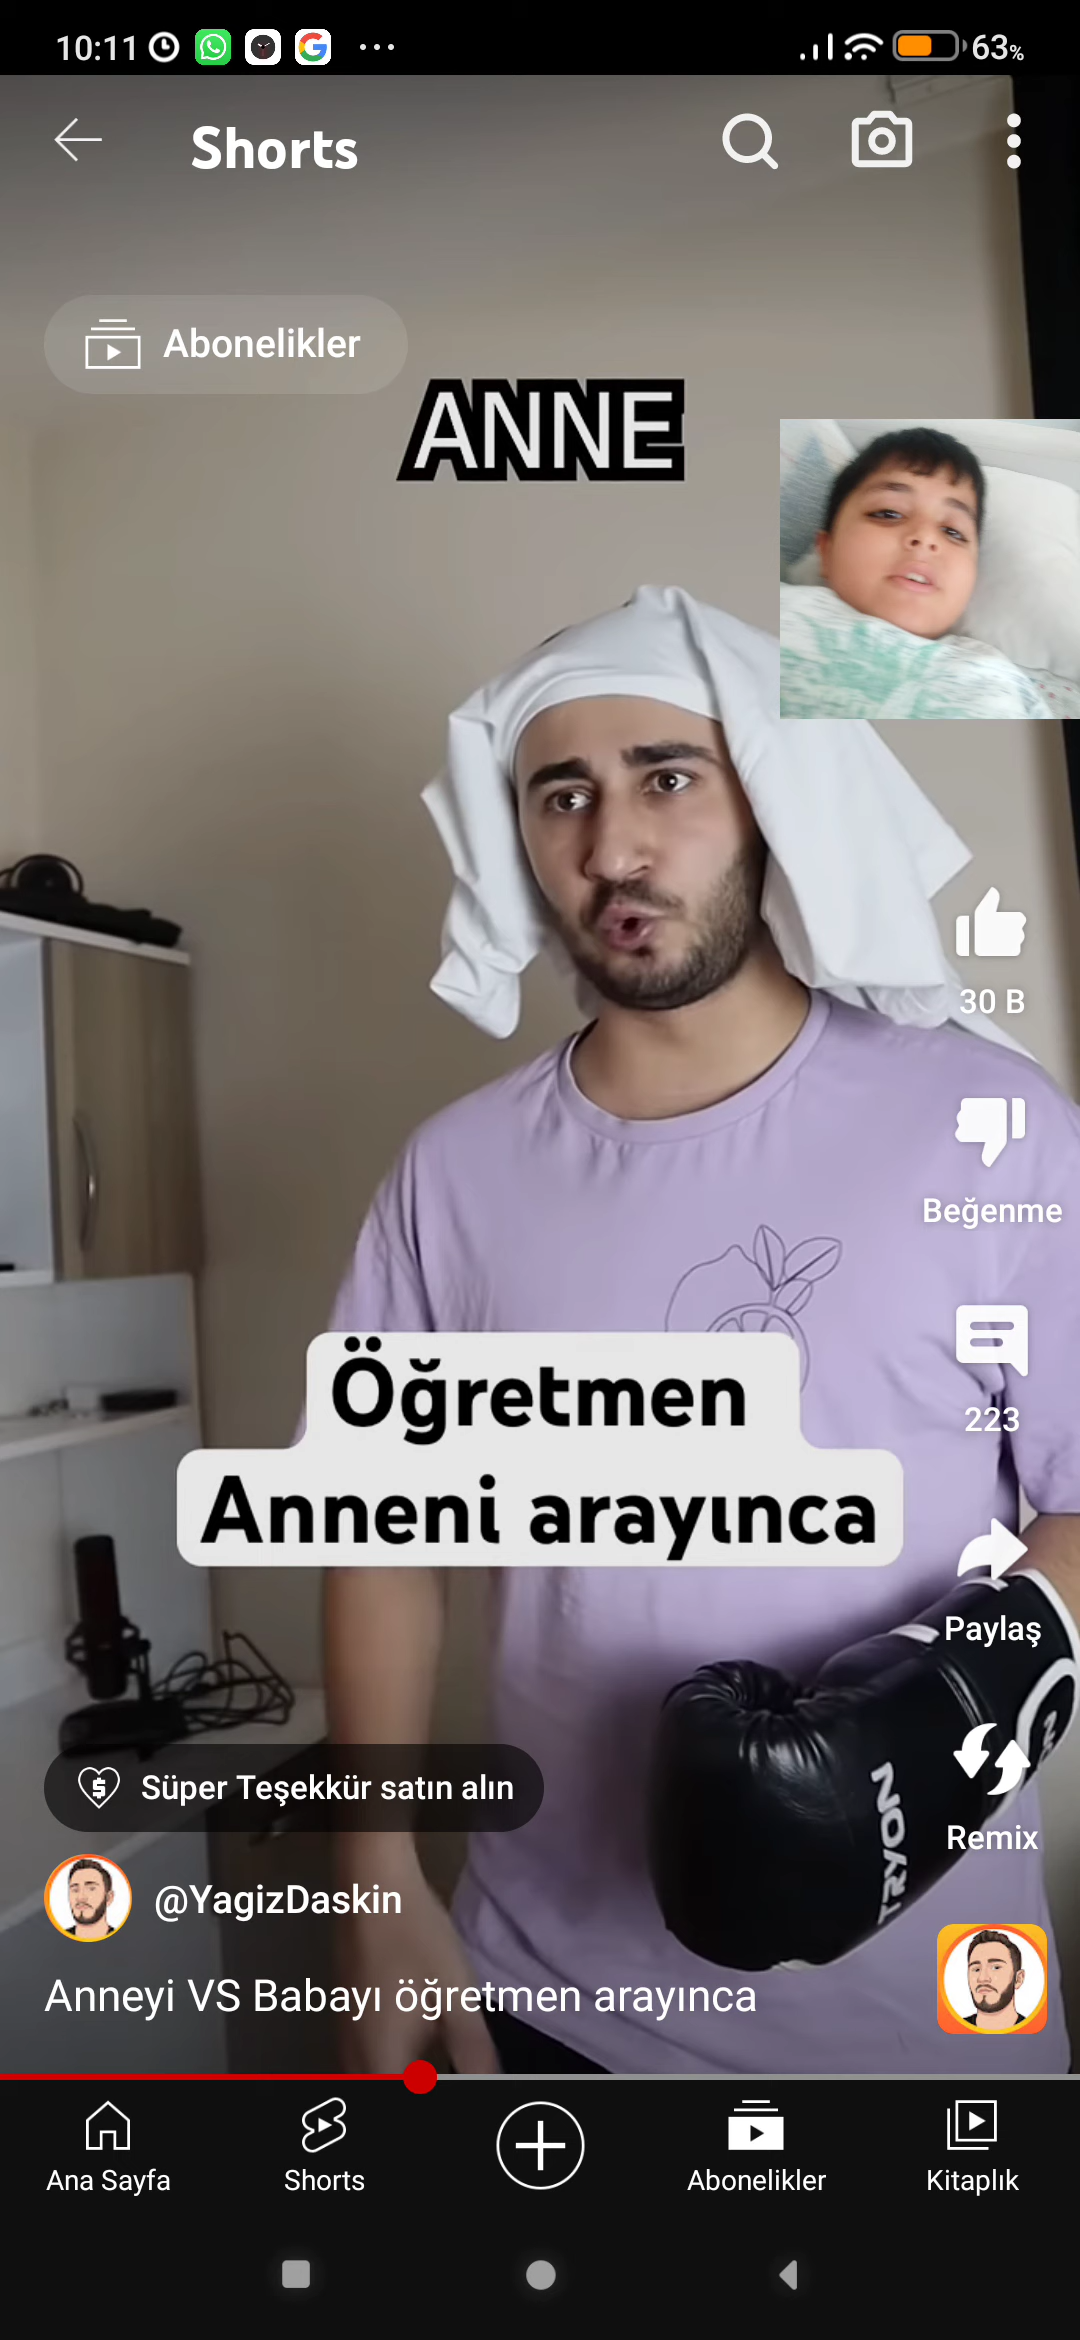 10:11
63%
Shorts
Abonelikler
ANNE
30 B
Beğenme
Öğretmen
Anneni arayınca
223
Paylaş
TRYON
Remix
Süper Teşekkür satın alın
@YagizDaskin
Anneyi VS Babayı öğretmen arayınca
Ana Sayfa
Shorts
Abonelikler
Kitaplık